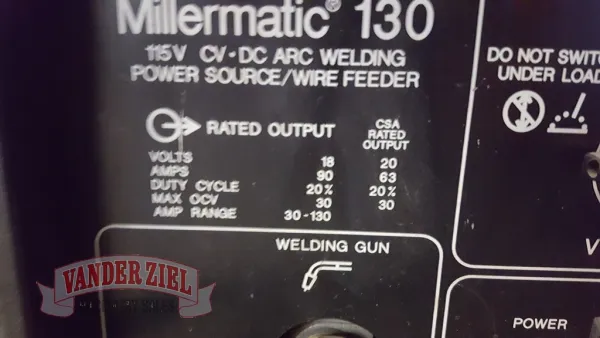 Millermatic® 130
115V CV-DC ARC WELDING
POWER SOURCE/WIRE FEEDER
RATED OUTPUT
CSA
RATED
OUTPUT
VOLTS 18 20
AMPS 90 63
DUTY CYCLE 20% 20%
MAX OCV 30 30
AMP RANGE 30-130
WELDING GUN
DO NOT SWIT
UNDER LOA
V
POWER
VANDER ZIEL